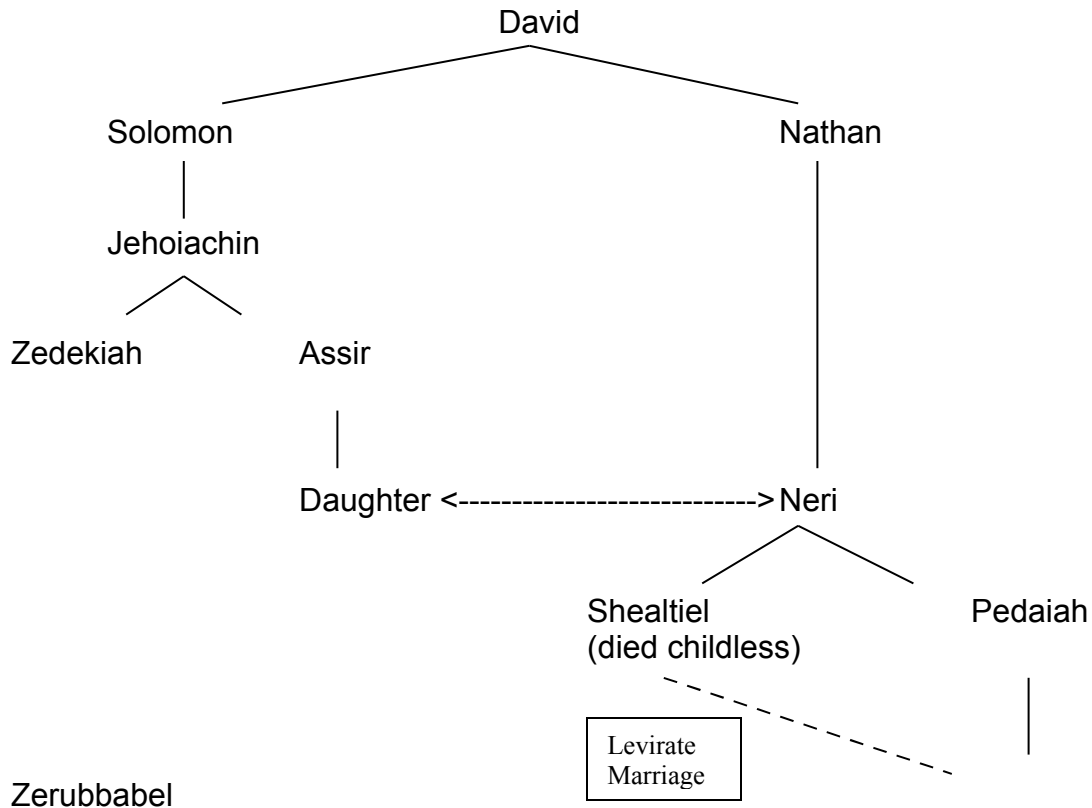 David
Solomon Nathan
Jehoiachin
Zedekiah Assir
Daughter <----------------------------> Neri
Shealtiel Pedaiah
(died childless)
Levirate
Marriage
Zerubbabel